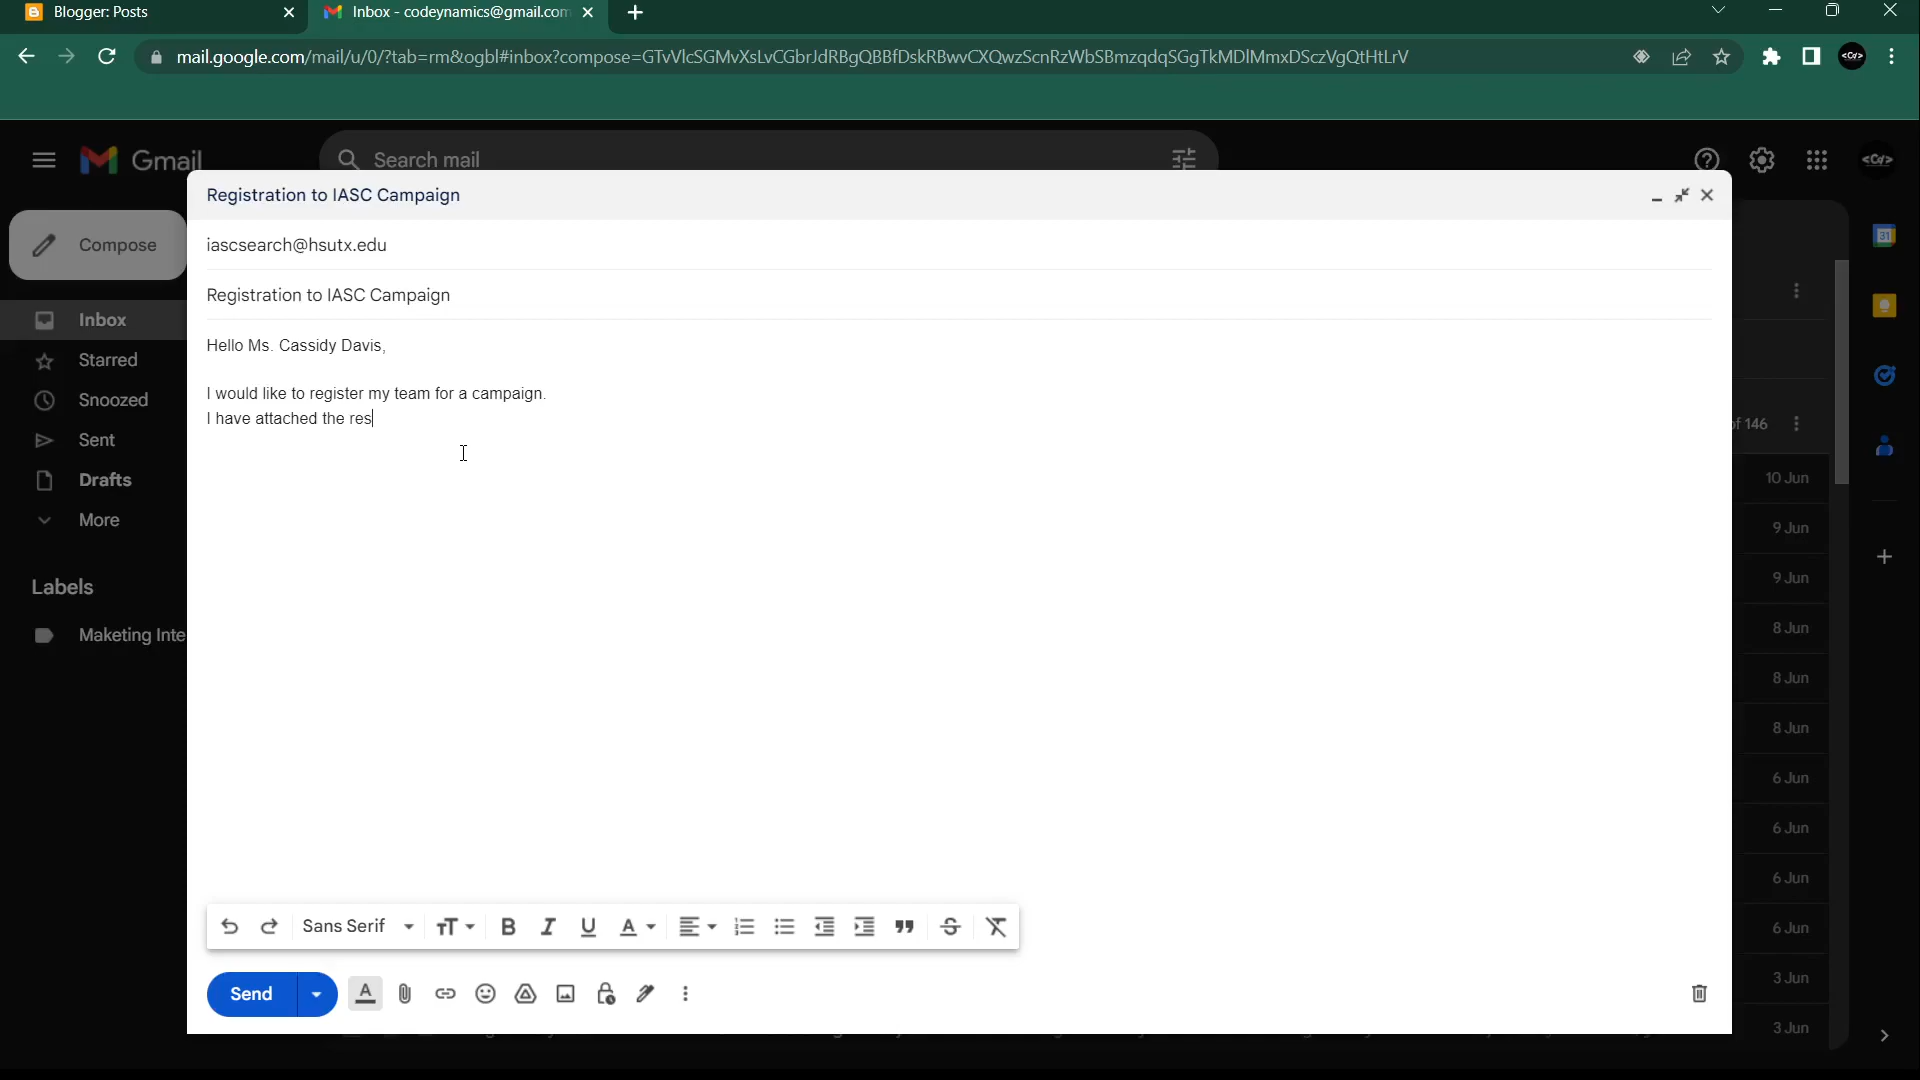 Blogger: Posts
Inbox - codeynamics@gmail.com
mail.google.com/mail/u/0/?tab=rm&ogbl#inbox?compose=GTvVlcSGMvXsLvCGbrJdRBgQBBfDskRBwvCXQwzScnRzWbSBmzqdqSGgTkMDlMmxDSczVgQtHtLrV
Gmail
Search mail
<Cd/>
Compose
Inbox
Starred
Snoozed
Sent
Drafts
More
Labels
Maketing Inte
Registration to IASC Campaign
iascsearch@hsutx.edu
Registration to IASC Campaign
Hello Ms. Cassidy Davis,
I would like to register my team for a campaign.
I have attached the res
Sans Serif
Send
31
of 146
10 Jun
9 Jun
9 Jun
8 Jun
8 Jun
8 Jun
6 Jun
6 Jun
6 Jun
6 Jun
3 Jun
3 Jun